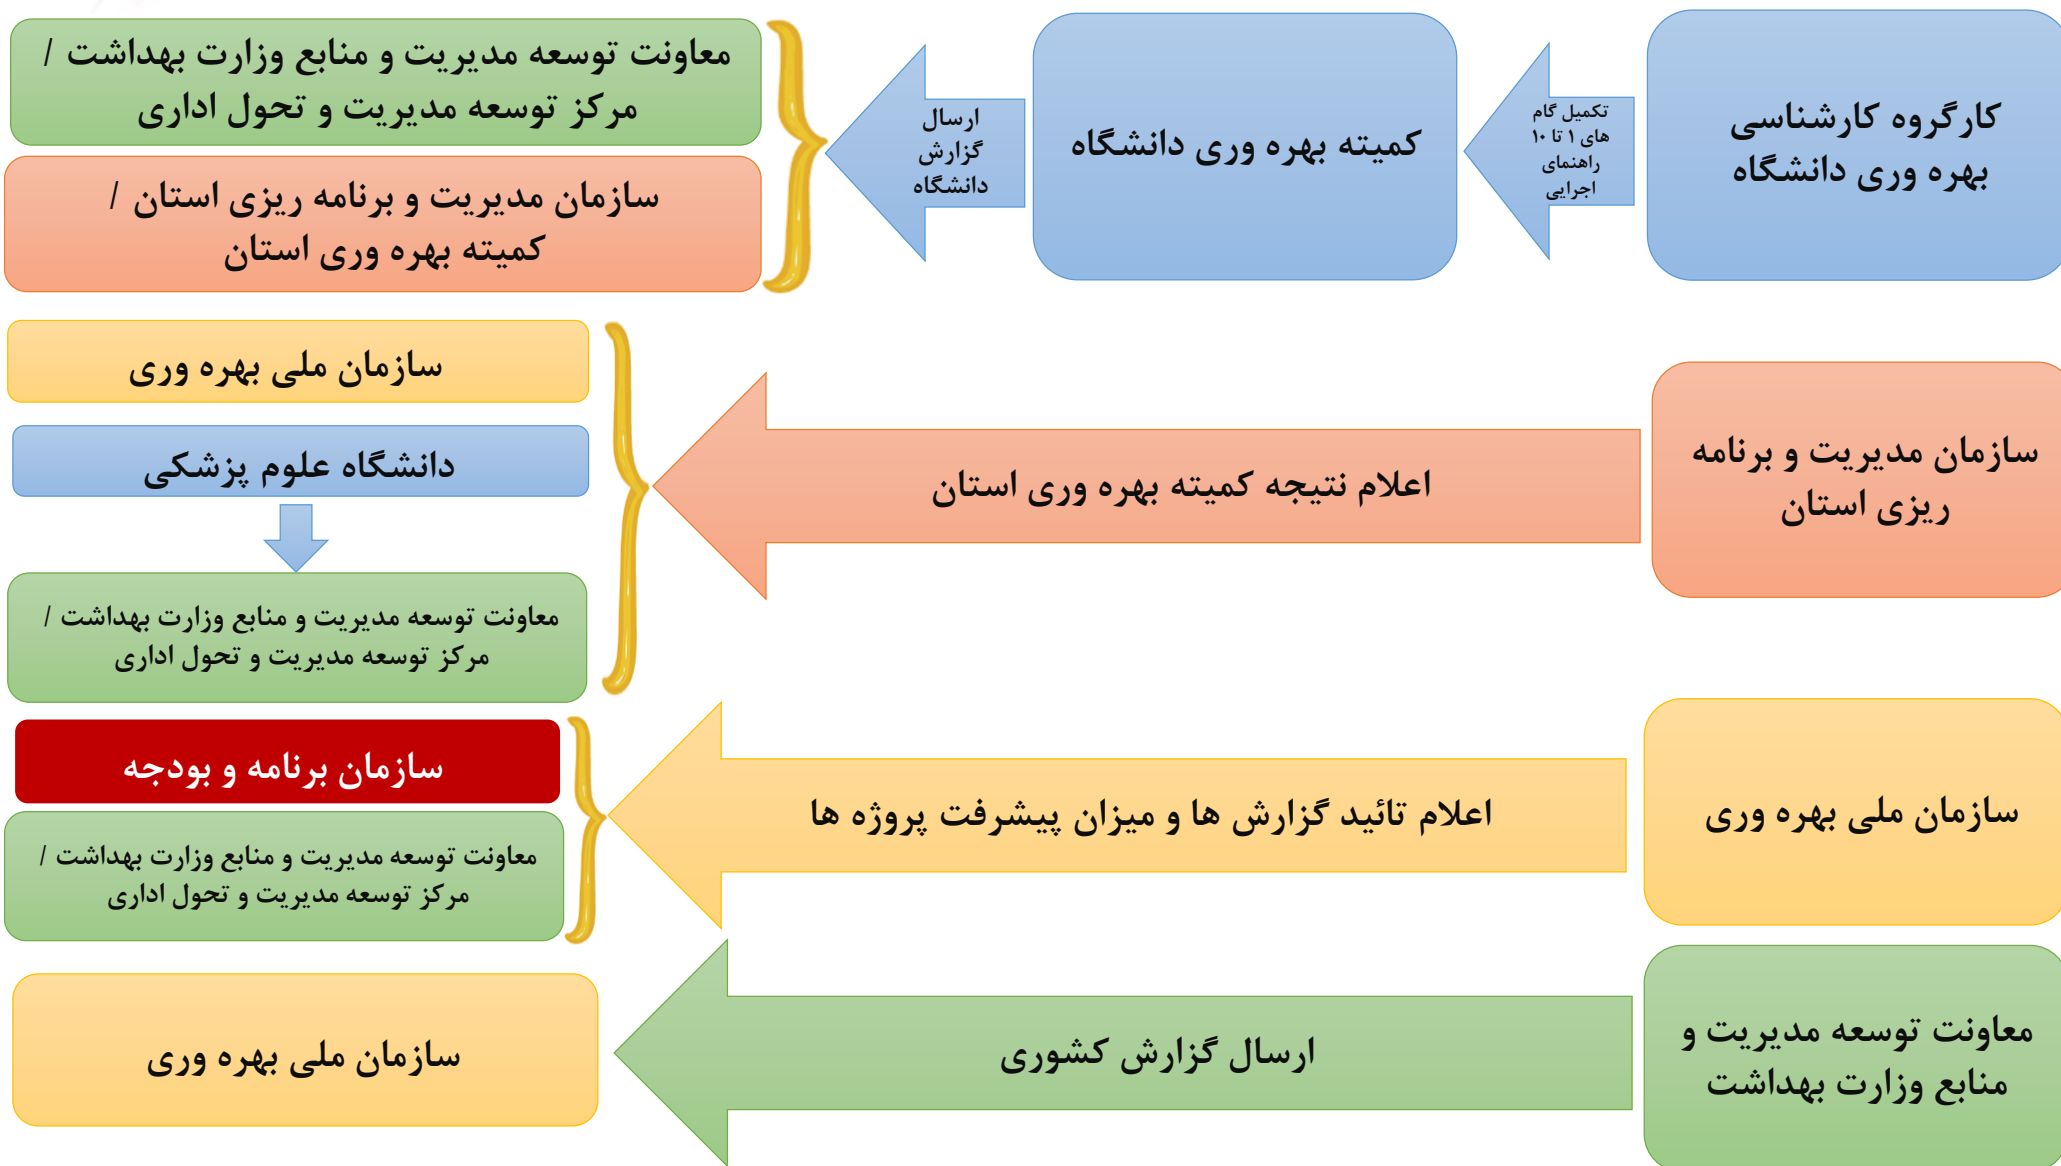 کارگروه کارشناسی
بهره وری دانشگاه
تکمیل گام
های ۱ تا ۱۰
راهنمای
اجرایی
کمیته بهره وری دانشگاه
ارسال
گزارش
دانشگاه
معاونت توسعه مدیریت و منابع وزارت بهداشت /
مرکز توسعه مدیریت و تحول اداری
سازمان مدیریت و برنامه ریزی استان /
کمیته بهره وری استان
سازمان مدیریت و برنامه
ریزی استان
اعلام نتیجه کمیته بهره وری استان
سازمان ملی بهره وری
دانشگاه علوم پزشکی
معاونت توسعه مدیریت و منابع وزارت بهداشت /
مرکز توسعه مدیریت و تحول اداری
سازمان ملی بهره وری
اعلام تائید گزارش ها و میزان پیشرفت پروژه ها
سازمان برنامه و بودجه
معاونت توسعه مدیریت و منابع وزارت بهداشت /
مرکز توسعه مدیریت و تحول اداری
معاونت توسعه مدیریت و
منابع وزارت بهداشت
ارسال گزارش کشوری
سازمان ملی بهره وری